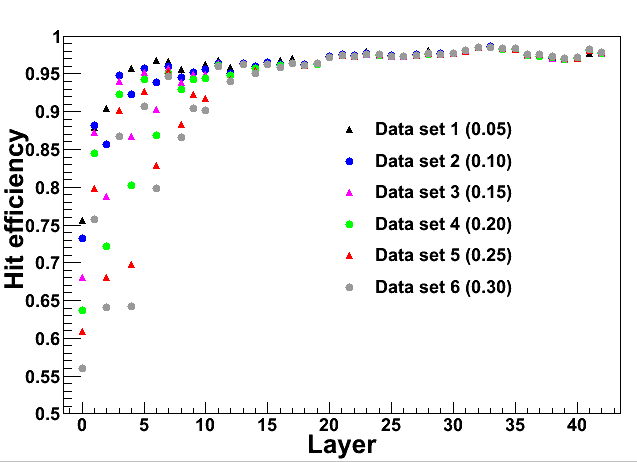 1
0.95
0.9
0.85
0.8
0.75
0.7
0.65
0.6
0.55
0.5
Hit efficiency
Data set 1 (0.05)
Data set 2 (0.10)
Data set 3 (0.15)
Data set 4 (0.20)
Data set 5 (0.25)
Data set 6 (0.30)
0 5 10 15 20 25 30 35 40
Layer